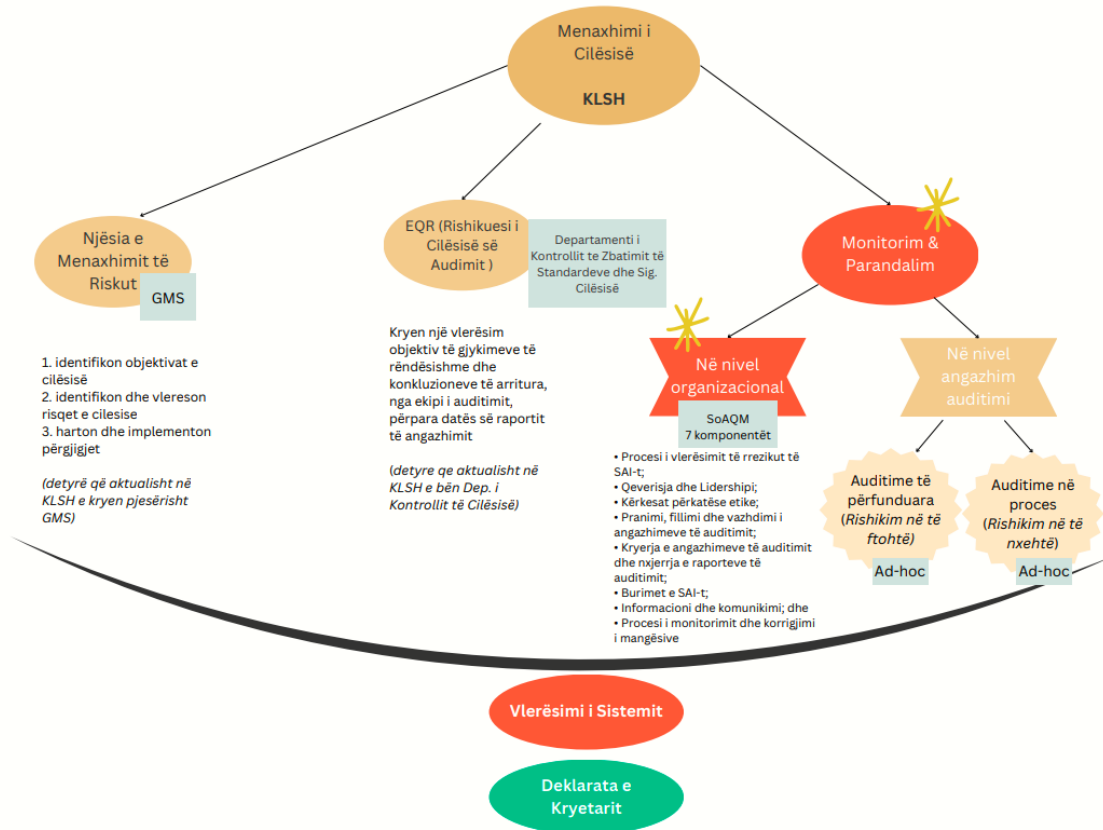 Menaxhimi i
Cilësisë
KLSH
Njësia e
Menaxhimit të
Riskut
GMS
1. identifikon objektivat e
cilësisë
2. identifikon dhe vlereson
risqet e cilesise
3. harton dhe implementon
përgjigjet
(detyrë që aktualisht në
KLSH e kryen pjesërisht
GMS)
EQR (Rishikuesi i
Cilësisë së
Audimit )
Departamenti i
Kontrollit te Zbatimit të
Standardeve dhe Sig.
Cilësisë
Kryen një vlerësim
objektiv të gjykimeve të
rëndësishme dhe
konkluzioneve të arritura,
nga ekipi i auditimit,
përpara datës së raportit
të angazhimit
(detyre që aktualisht në
KLSH e bën Dep. i
Kontrollit të Cilësisë)
Monitorim &
Parandalim
Në nivel
organizacional
SoAQM
7 komponentët
• Procesi i vlerësimit të rrezikut të
SAI-t;
• Qeverisja dhe Lidershipi;
• Kërkesat përkatëse etike;
• Pranimi, fillimi dhe vazhdimi i
angazhimeve të auditimit;
• Kryerja e angazhimeve të auditimit
dhe nxjerrja e raporteve të
auditimit;
• Burimet e SAI-t;
• Informacioni dhe komunikimi; dhe
• Procesi i monitorimit dhe korrigjimi
i mangësive
Në nivel
angazhim
auditimi
Auditime të
përfunduara
(Rishikim në të
ftohtë)
Ad-hoc
Auditime në
proces
(Rishikim në të
nxehtë)
Ad-hoc
Vlerësimi i Sistemit
Deklarata e
Kryetarit